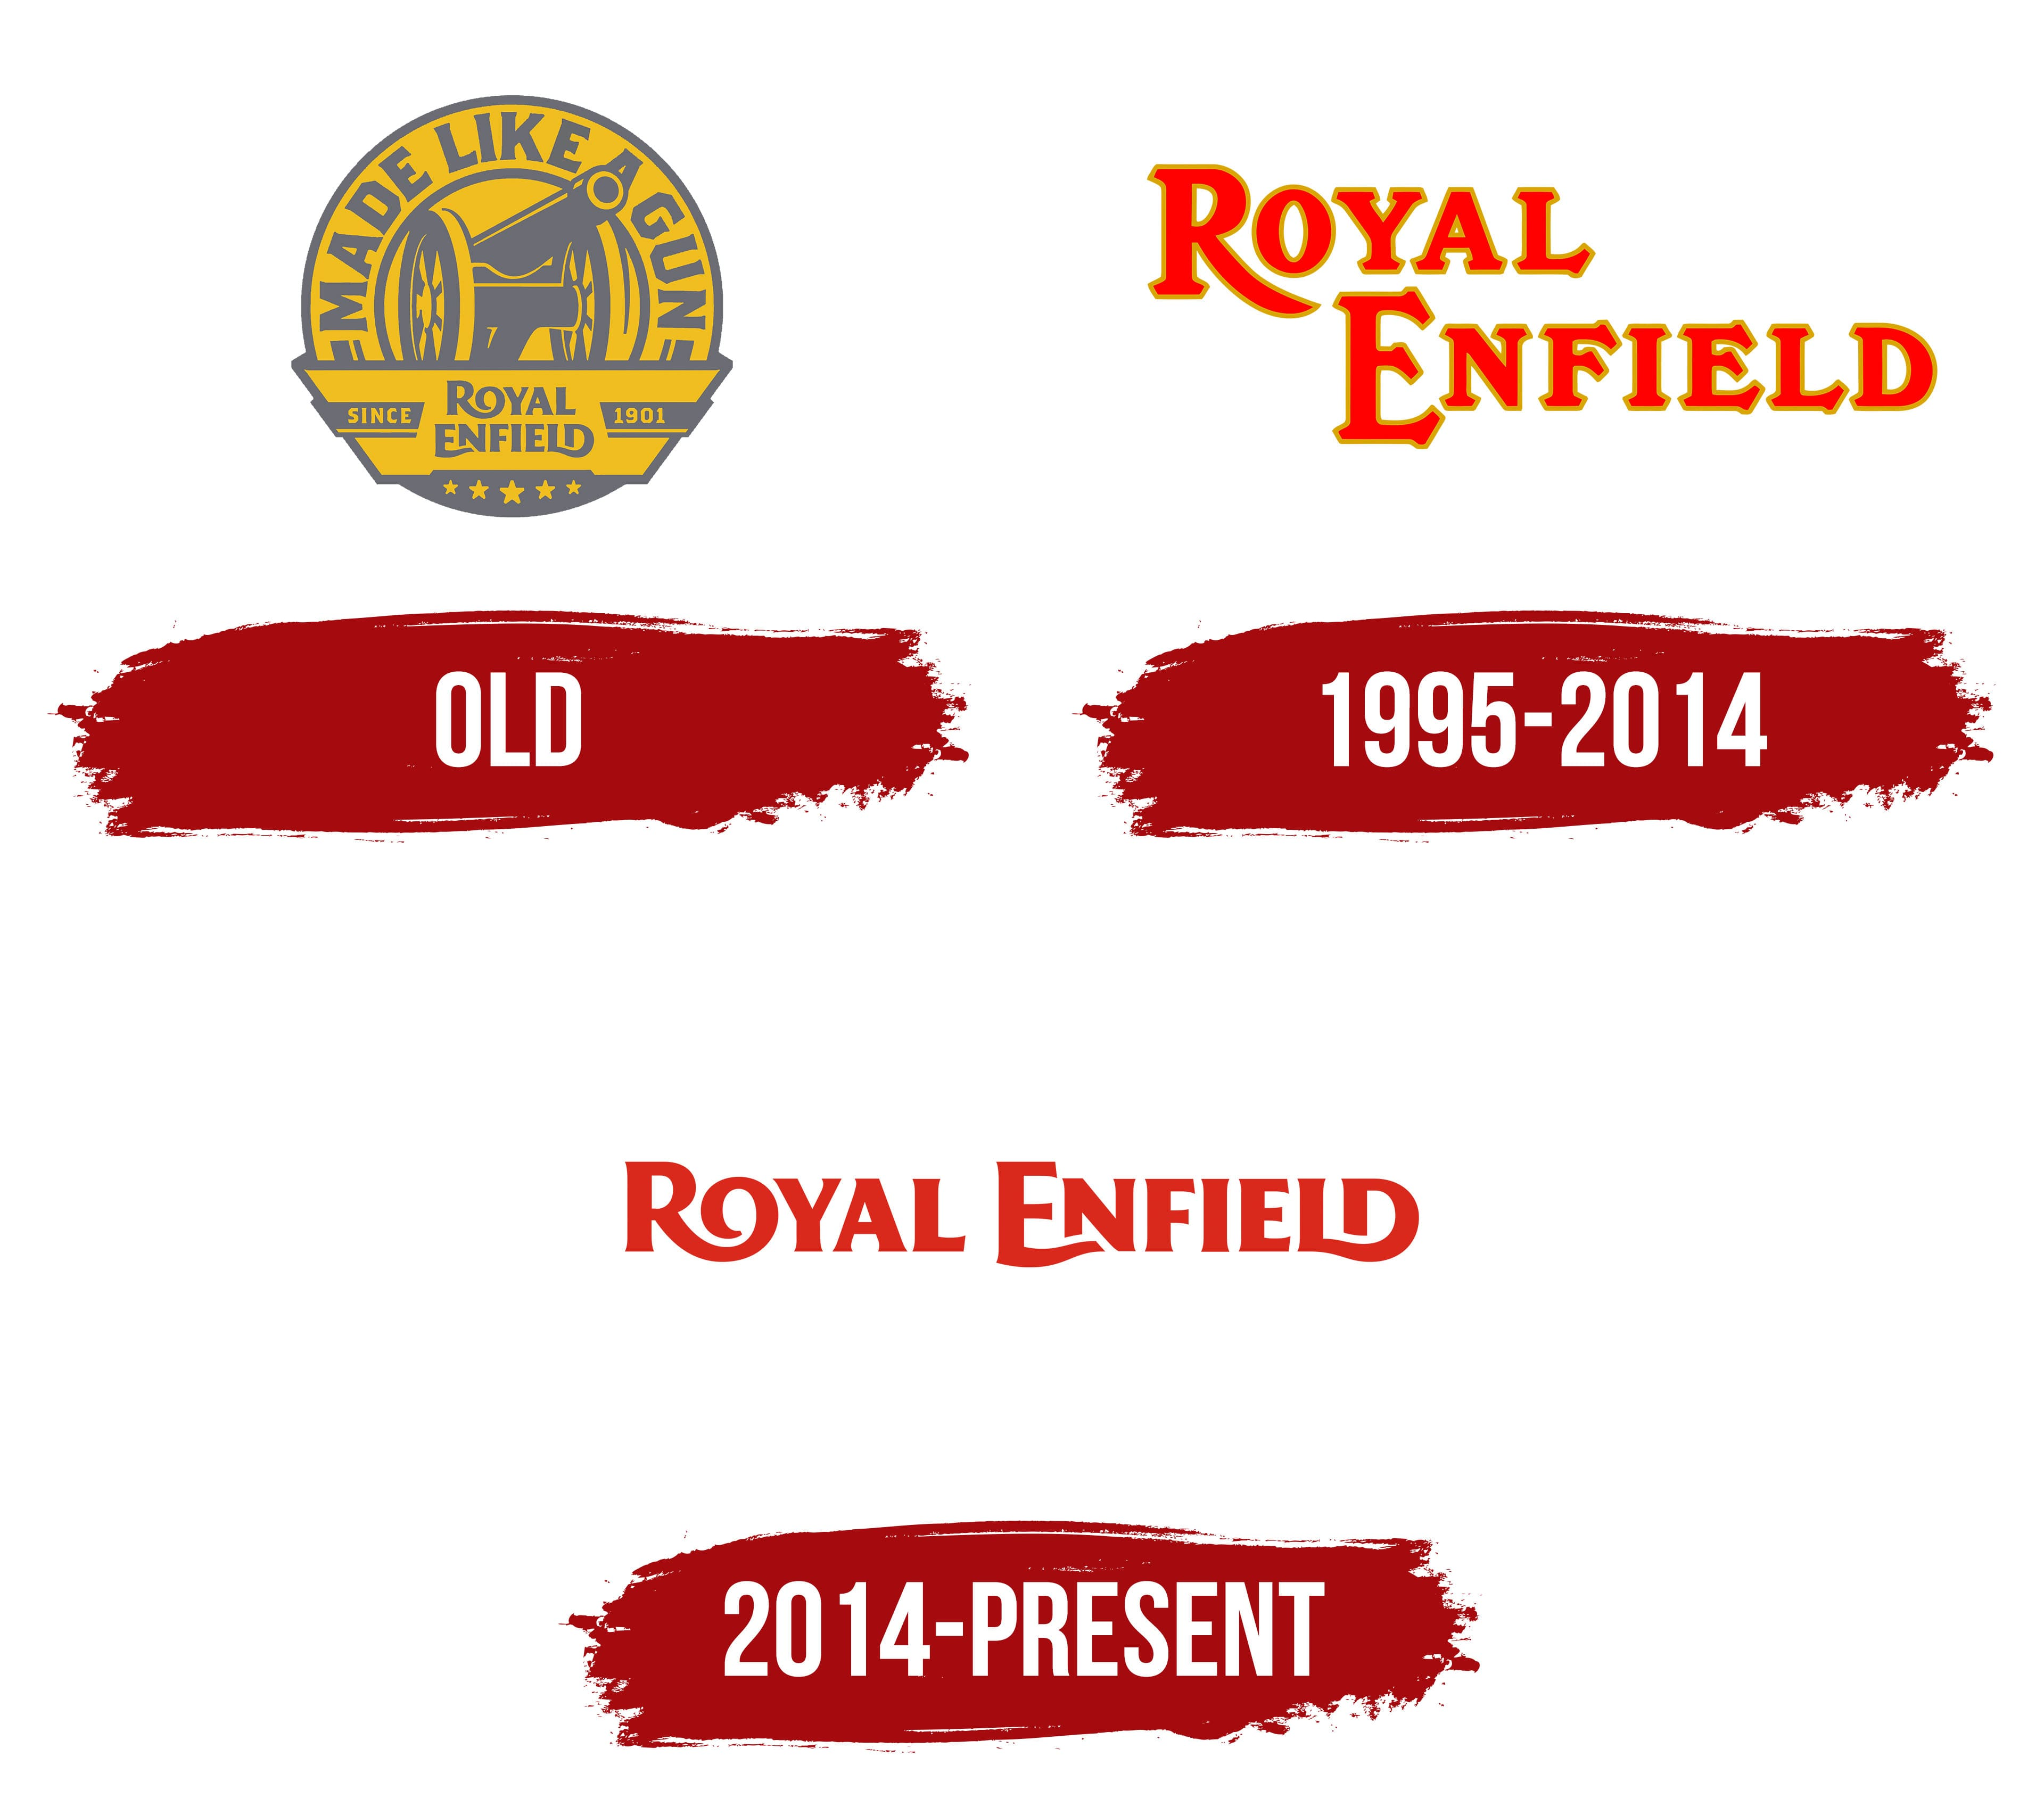 MADE LIKE A GUN
SINCE
ROYAL
ENFIELD
1901
ROYAL
ENFIELD
OLD
1995-2014
ROYAL ENFIELD
2014-PRESENT